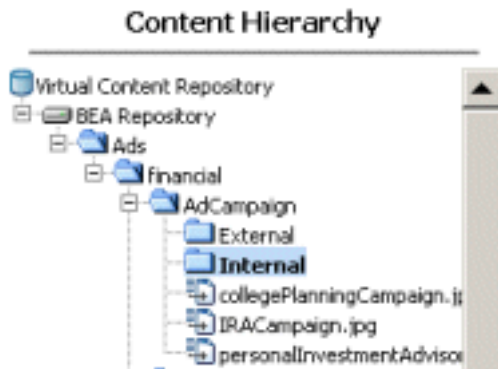 Content Hierarchy
Virtual Content Repository
BEA Repository
Ads
financial
AdCampaign
External
Internal
collegePlanningCampaign.jp
IRACampaign.jpg
personalInvestmentAdvisor